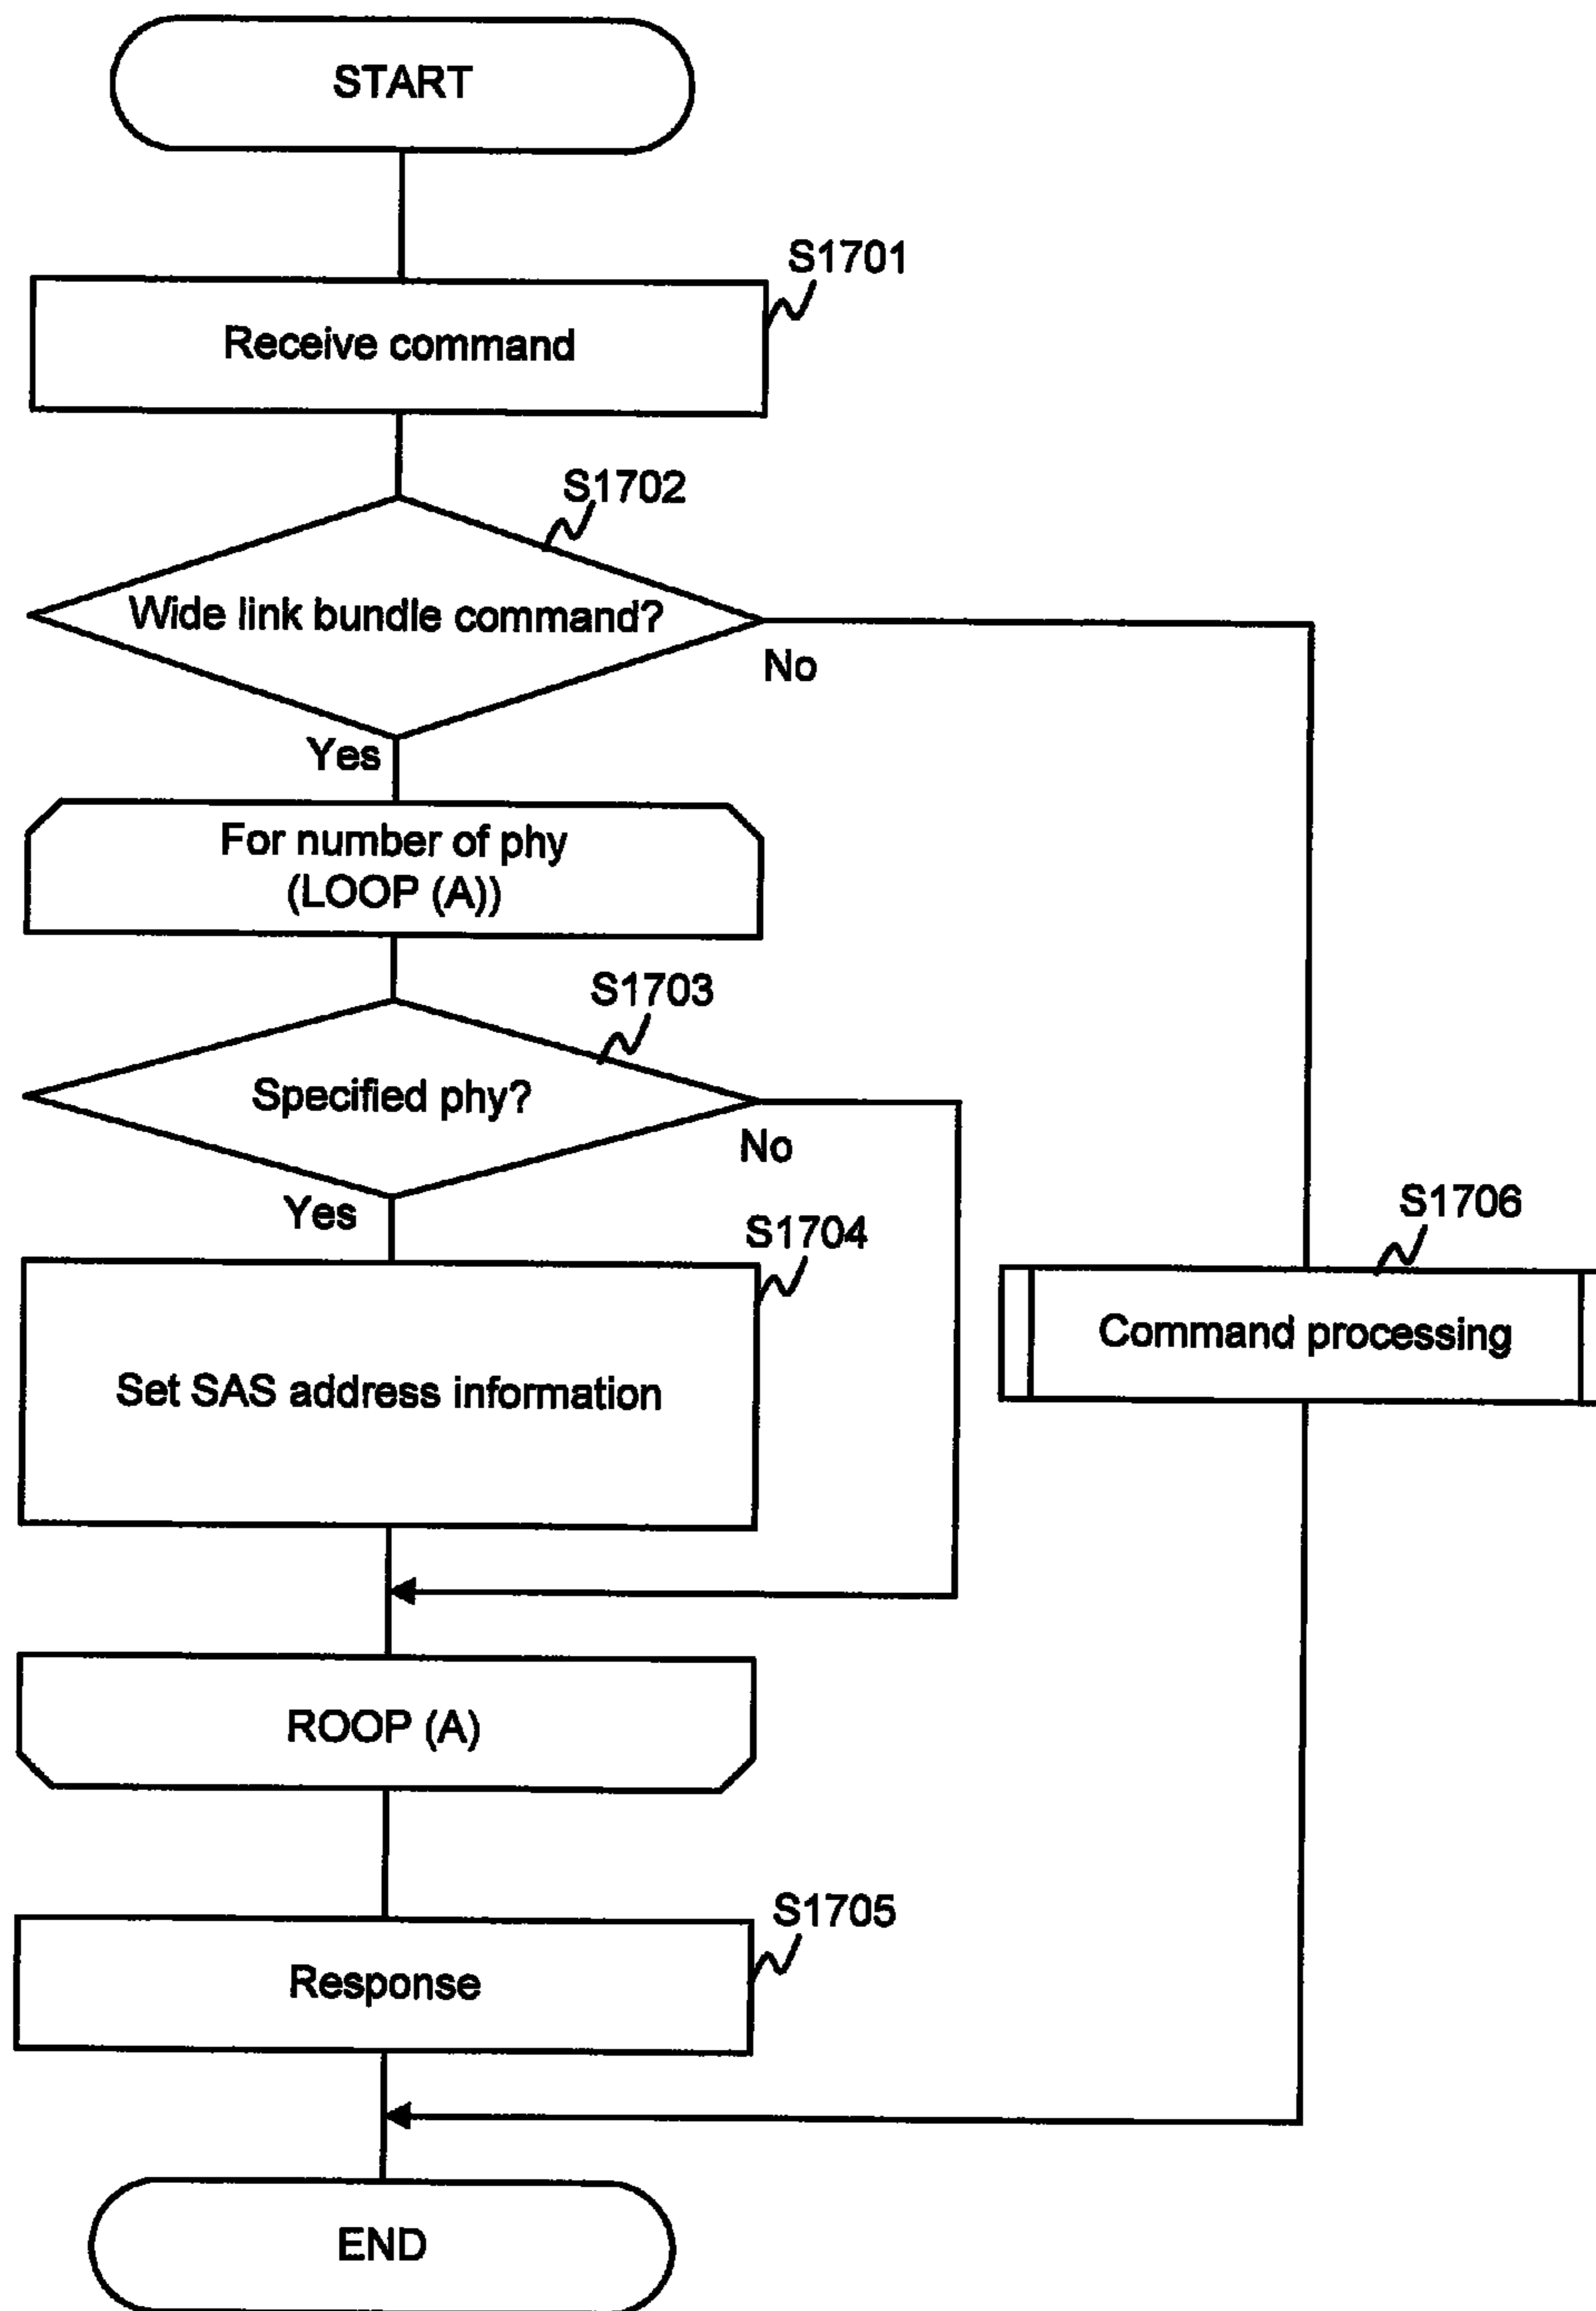 START
S1701
Receive command
S1702
Wide link bundle command?
No
Yes
For number of phy
(LOOP (A))
S1703
Specified phy?
No
Yes
S1704
Set SAS address information
S1706
Command processing
ROOP (A)
S1705
Response
END